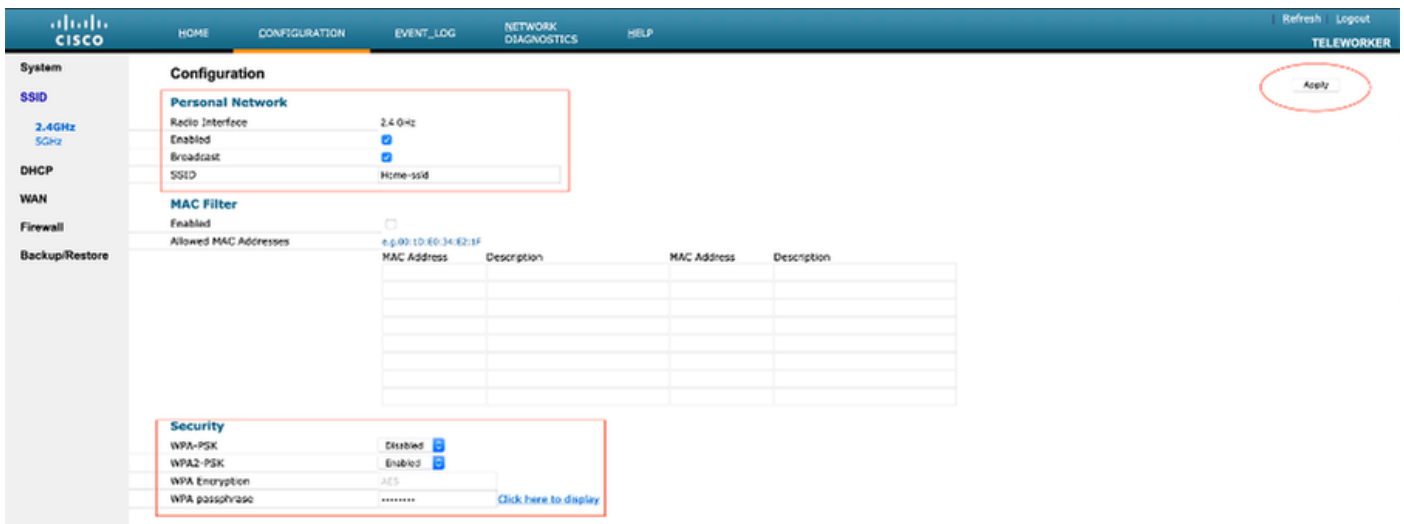 Refresh Logout
CISCO HOME CONFIGURATION EVENT_LOG NETWORK DIAGNOSTICS HELP
TELEWORKER
System
SSID
2.4GHz
5GHz
DHCP
WAN
Firewall
Backup/Restore
Configuration
Apply
Personal Network
Radio Interface 2.4 GHz
Enabled
Broadcast
SSID Home-ssid
MAC Filter
Enabled
Allowed MAC Addresses e.g.00:1D:E0:34:E2:1F
MAC Address Description MAC Address Description
Security
WPA-PSK Disabled
WPA2-PSK Enabled
WPA Encryption AES
WPA passphrase •••••••• Click here to display